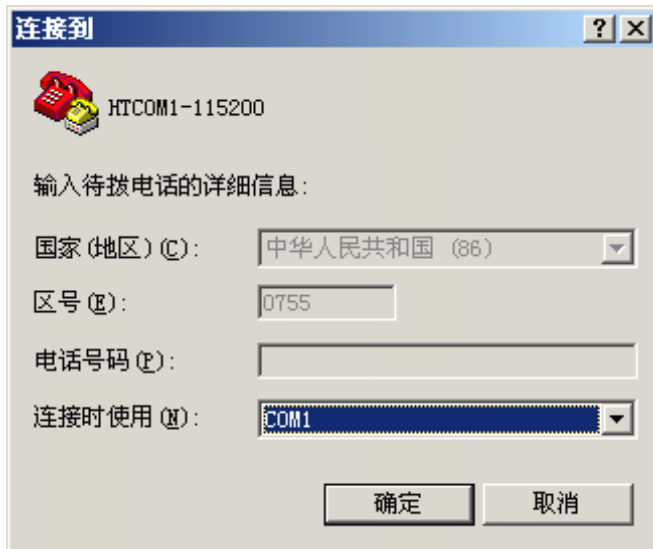 连接到
HTCOM1-115200
输入待拨电话的详细信息:
国家(地区)(C): 中华人民共和国 (86)
区号(E): 0755
电话号码(P):
连接时使用(N): COM1
确定 取消